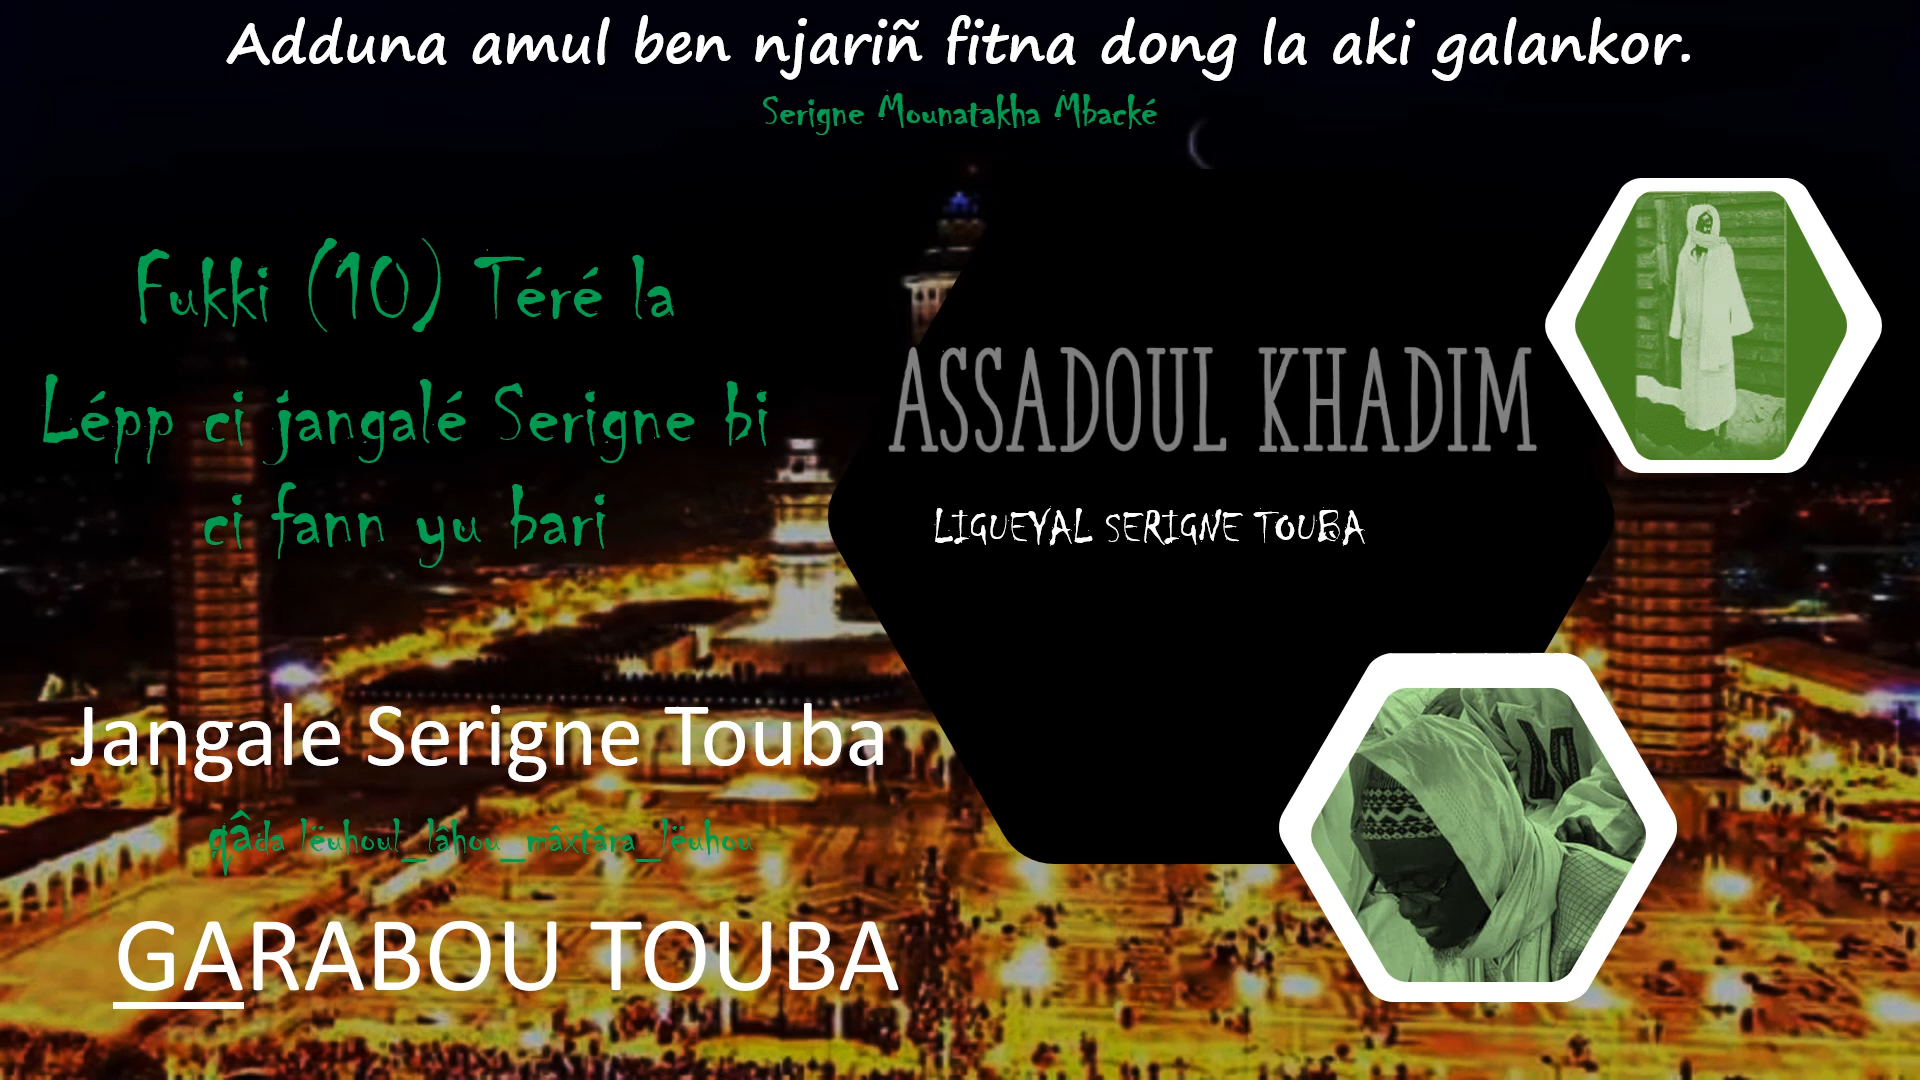 Adduna amul ben njariñ fitna dong la aki galankor.
Serigne Mounatakha Mbacké
Fukki (10) Téré la
Lépp ci jangalé Serigne bi
ci fann yu bari
ASSADOUL KHADIM
LIGUEYAL SERIGNE TOUBA
Jangale Serigne Touba
qâda lëuhoul_lâhou_mâxtâra_lëuhou
GARABOU TOUBA